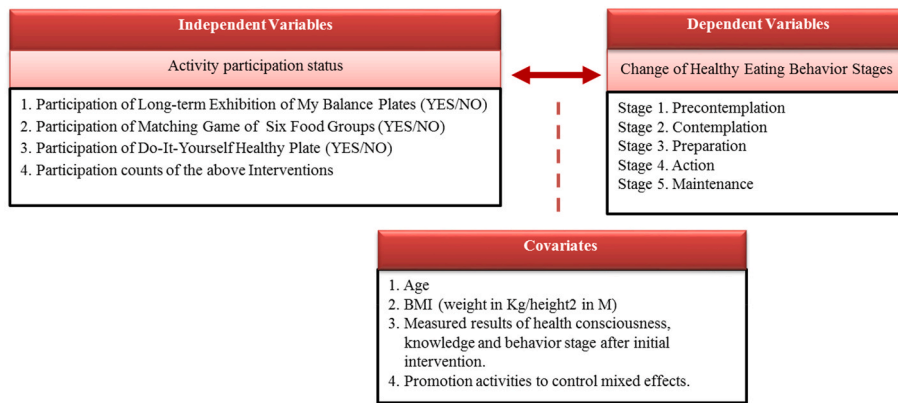 Independent Variables
Activity participation status
1. Participation of Long-term Exhibition of My Balance Plates (YES/NO)
2. Participation of Matching Game of Six Food Groups (YES/NO)
3. Participation of Do-It-Yourself Healthy Plate (YES/NO)
4. Participation counts of the above Interventions
Dependent Variables
Change of Healthy Eating Behavior Stages
Stage 1. Precontemplation
Stage 2. Contemplation
Stage 3. Preparation
Stage 4. Action
Stage 5. Maintenance
Covariates
1. Age
2. BMI (weight in Kg/height2 in M)
3. Measured results of health consciousness,
knowledge and behavior stage after initial
intervention.
4. Promotion activities to control mixed effects.